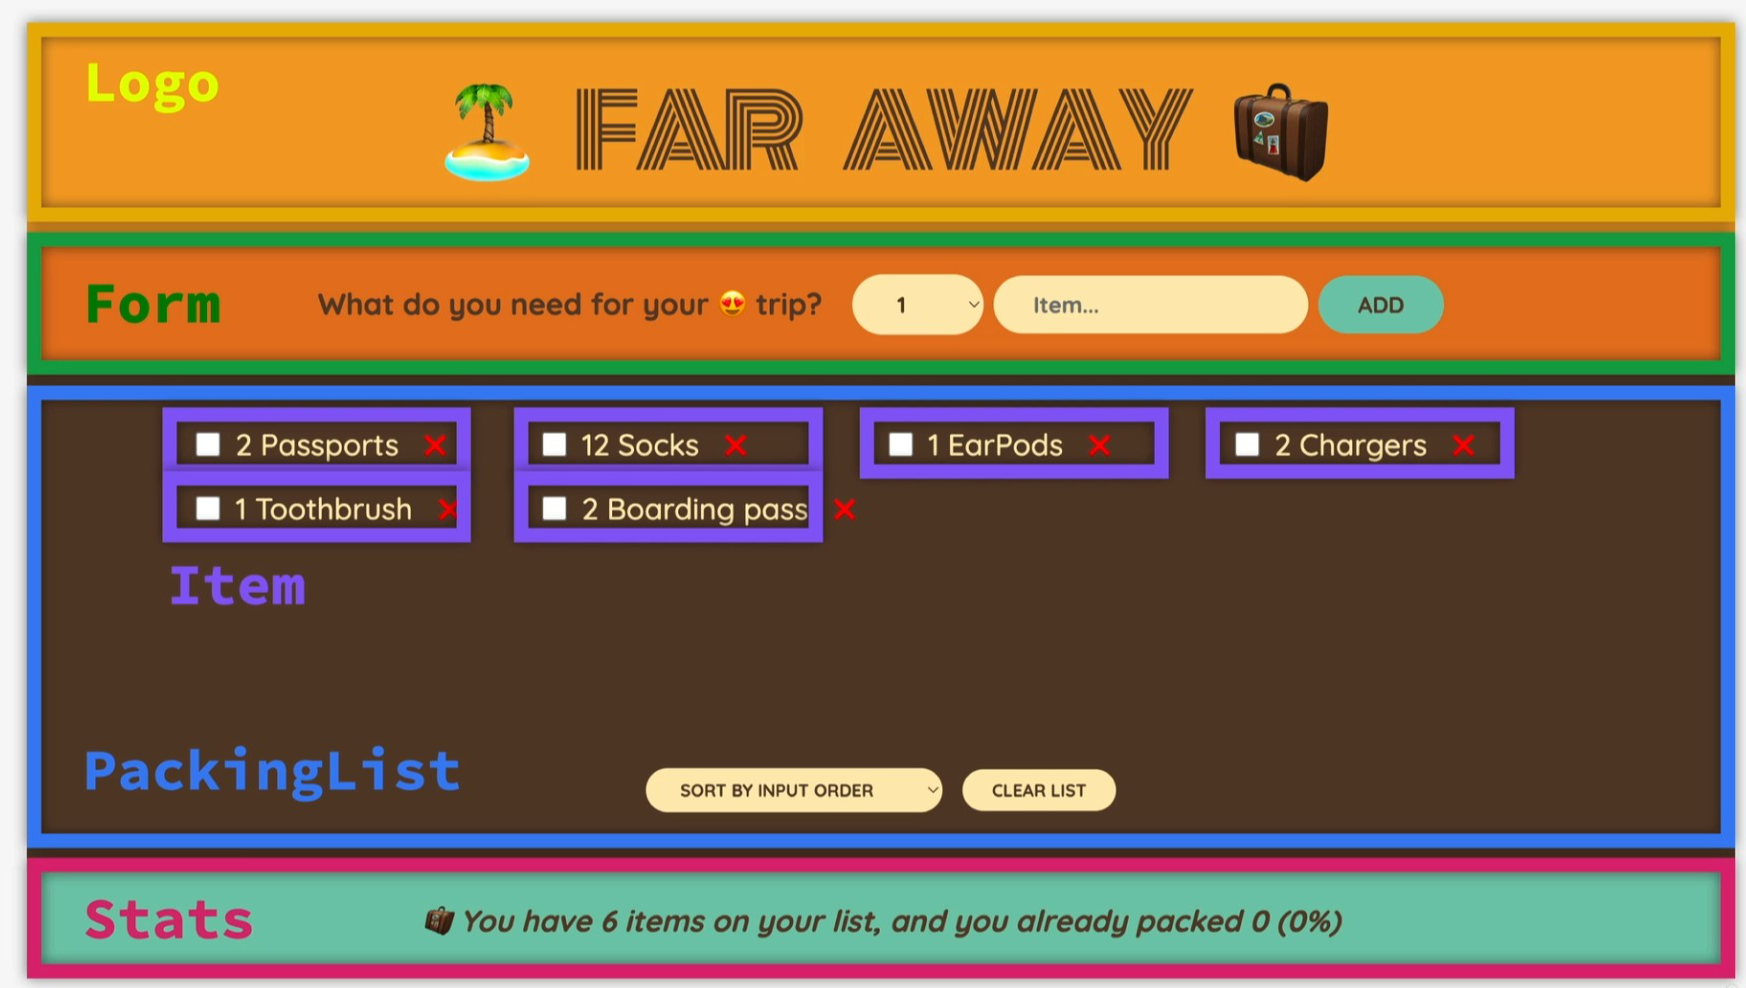 Logo
FAR AWAY
Form
What do you need for your 😍 trip?
1
Item...
ADD
2 Passports ❌
12 Socks ❌
1 EarPods ❌
2 Chargers ❌
1 Toothbrush ❌
2 Boarding pass ❌
Item
PackingList
SORT BY INPUT ORDER
CLEAR LIST
Stats
You have 6 items on your list, and you already packed 0 (0%)